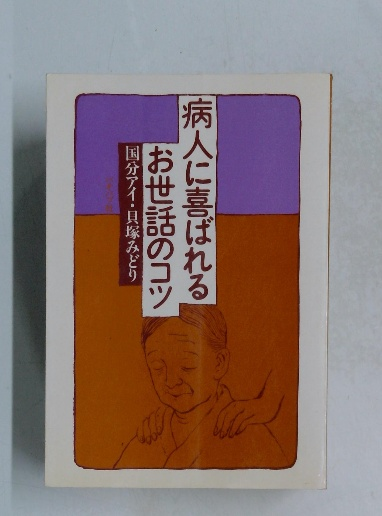 病人に喜ばれる
お世話のコツ
国分アイ・貝塚みどり